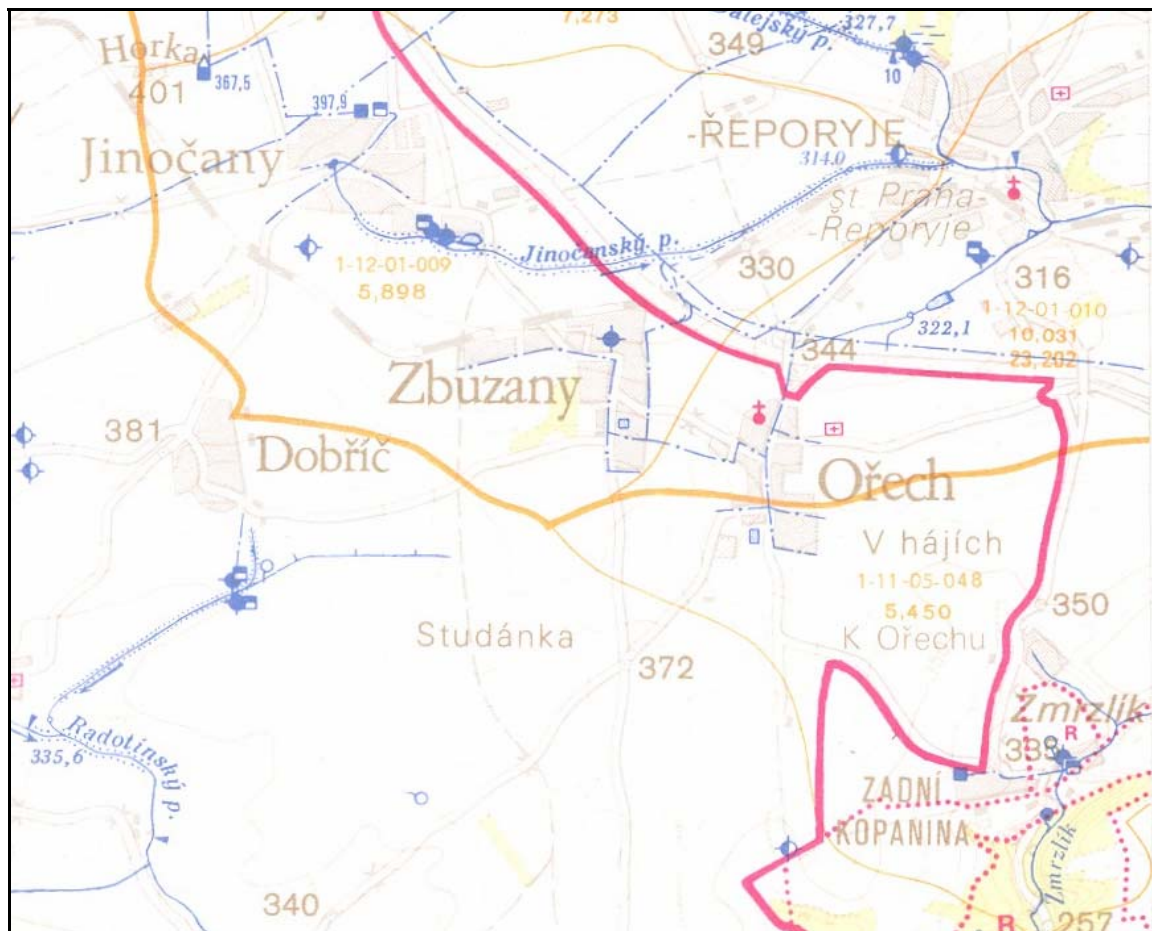 7,273
327,7
349
10
Horka
401
367,5
397,9
-ŘEPORYJE
314.0
Jinočany
st. Praha-
-Řeporyje
Jinočanský p.
1-12-01-009
5,898
330
316
1-12-01-010
10,031
23,202
322,1
344
Zbuzany
381
Dobříč
Ořech
V hájích
1-11-05-048
5,450
350
Studánka
K Ořechu
372
Zmrzlík
R
Radotínský p.
335,6
ZADNÍ
KOPANINA
Zmrzlík
340
R
257